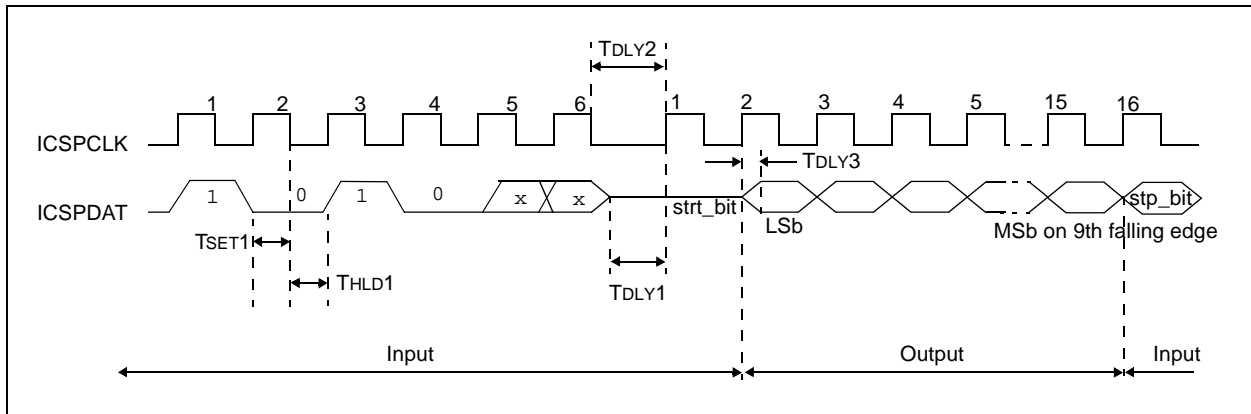 TDLY2
1 2 3 4 5 6 1 2 3 4 5 15 16
ICSPCLK
TDLY3
ICSPDAT 1 0 1 0 x x strt_bit stp_bit
LSb MSb on 9th falling edge
TSET1
THLD1
TDLY1
Input Output Input